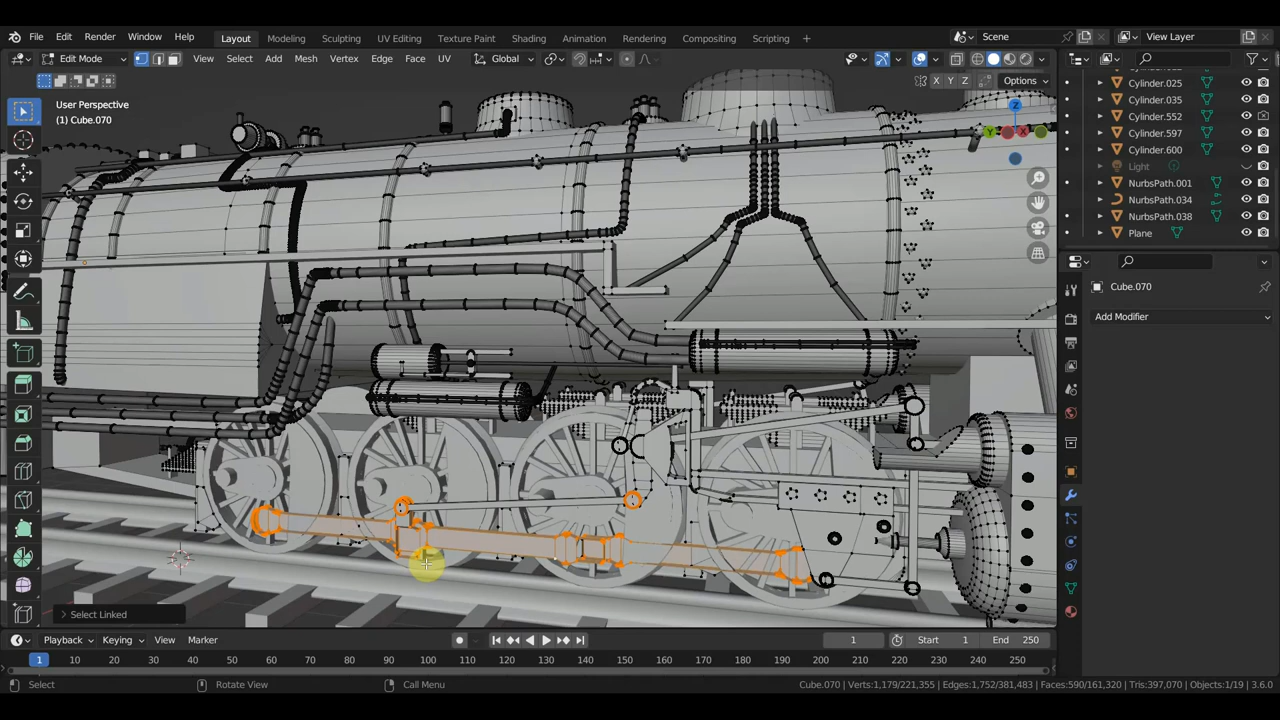 File Edit Render Window Help Layout Modeling Sculpting UV Editing Texture Paint Shading Animation Rendering Compositing Scripting + Scene View Layer
Edit Mode View Select Add Mesh Vertex Edge Face UV Global
X Y Z Options
User Perspective
(1) Cube.070
Z
Y X
Cylinder.025
Cylinder.035
Cylinder.552
Cylinder.597
Cylinder.600
Light
NurbsPath.001
NurbsPath.034
NurbsPath.038
Plane
Cube.070
Add Modifier
> Select Linked
Playback Keying View Marker 1 Start 1 End 250
1 10 20 30 40 50 60 70 80 90 100 110 120 130 140 150 160 170 180 190 200 210 220 230 240 250
Select Rotate View Call Menu Cube.070 | Verts:1,179/221,355 | Edges:1,752/381,483 | Faces:590/161,320 | Tris:397,070 | Objects:1/19 | 3.6.0